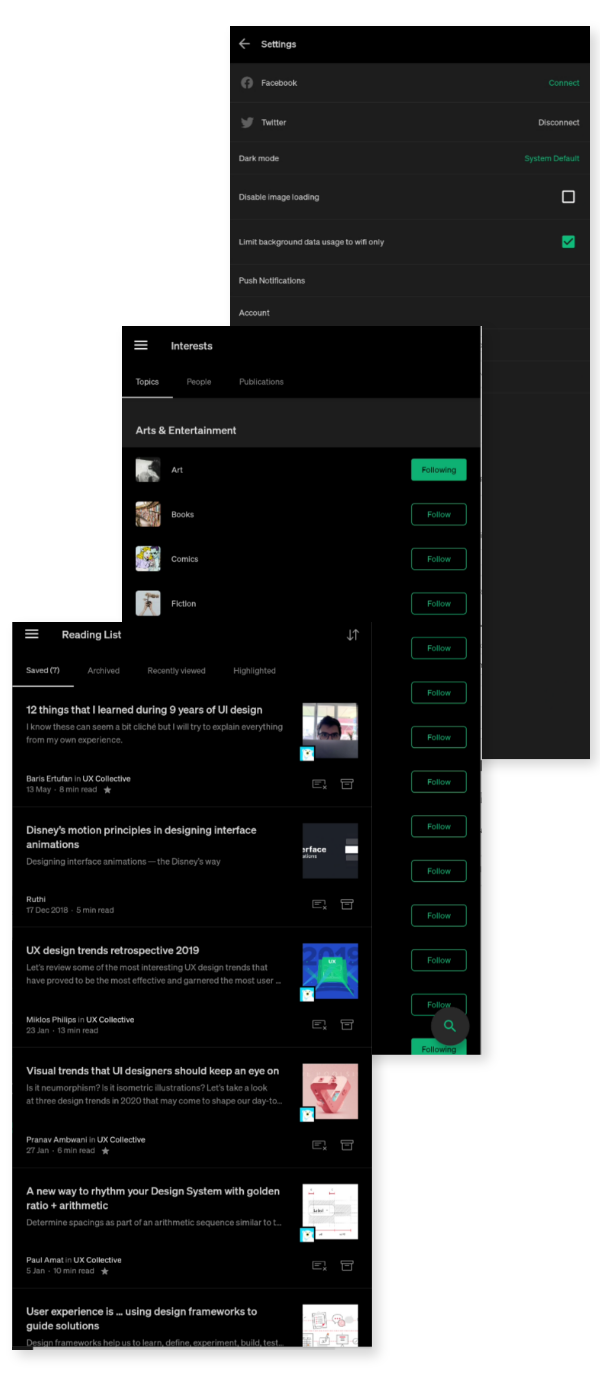 Settings
Facebook
Connect
Twitter
Disconnect
Dark mode
System Default
Disable image loading
Limit background data usage to wifi only
Push Notifications
Account
Interests
Topics
People
Publications
Arts & Entertainment
Art
Following
Books
Follow
Comics
Follow
Fiction
Follow
Follow
Follow
Follow
Follow
Follow
Follow
Follow
Follow
Follow
Following
Reading List
Saved (7)
Archived
Recently viewed
Highlighted
12 things that I learned during 9 years of UI design
I know these can seem a bit cliché but I will try to explain everything
from my own experience.
Baris Ertufan in UX Collective
13 May · 8 min read
Disney's motion principles in designing interface
animations
Designing interface animations — the Disney's way
erface
ations
Ruthi
17 Dec 2018 · 5 min read
UX design trends retrospective 2019
Let's review some of the most interesting UX design trends that
have proved to be the most effective and garnered the most user ...
2019
UX
Miklos Philips in UX Collective
23 Jan · 13 min read
Visual trends that UI designers should keep an eye on
Is it neumorphism? Is it isometric illustrations? Let's take a look
at three design trends in 2020 that may come to shape our day-to...
Pranav Ambwani in UX Collective
27 Jan · 6 min read
A new way to rhythm your Design System with golden
ratio + arithmetic
Determine spacings as part of an arithmetic sequence similar to t...
Label
Paul Amat in UX Collective
5 Jan · 10 min read
User experience is ... using design frameworks to
guide solutions
Design frameworks help us to learn, define, experiment, build, test...